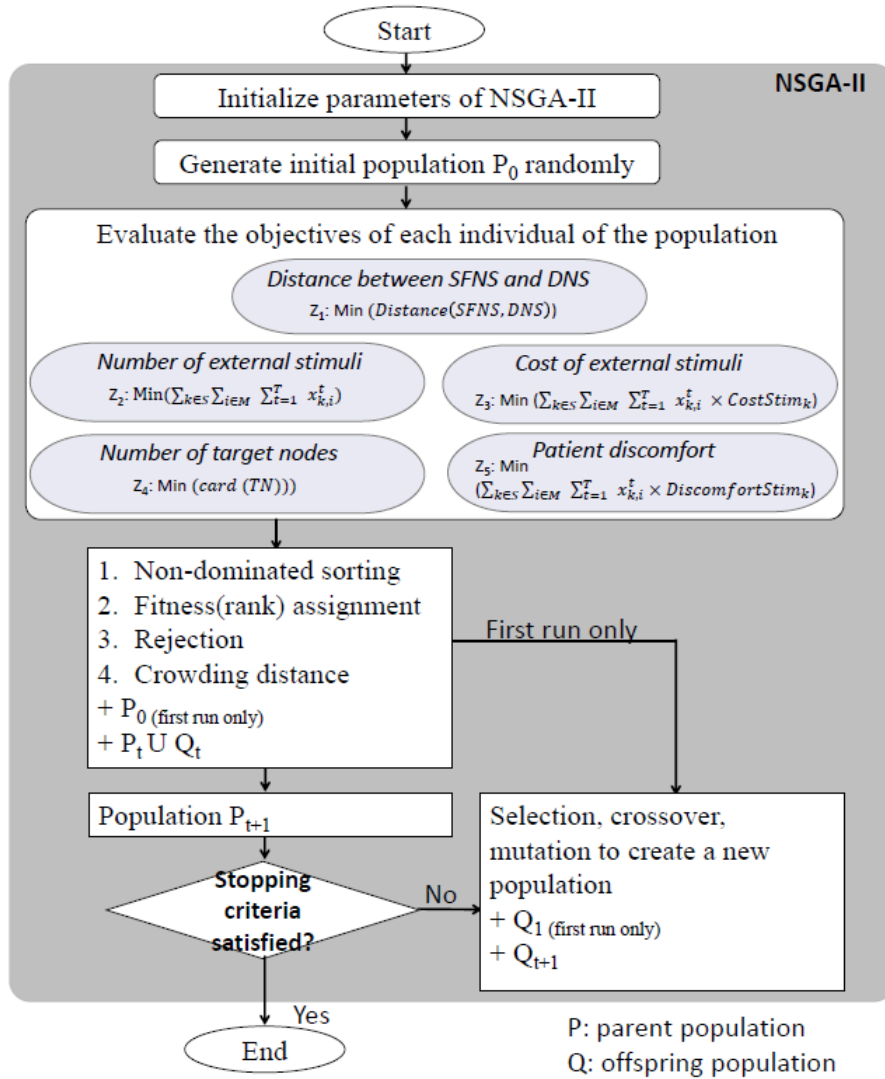 Start
NSGA-II
Initialize parameters of NSGA-II
Generate initial population P₀ randomly
Evaluate the objectives of each individual of the population
Distance between SFNS and DNS
Z₁: Min (Distance(SFNS, DNS))
Number of external stimuli
Z₂: Min(∑ₖ∈S ∑ᵢ∈M ∑ᵀₜ₌₁ xᵗₖ,ᵢ)
Cost of external stimuli
Z₃: Min (∑ₖ∈S ∑ᵢ∈M ∑ᵀₜ₌₁ xᵗₖ,ᵢ × CostStimₖ)
Number of target nodes
Z₄: Min (card (TN)))
Patient discomfort
Z₅: Min
(∑ₖ∈S ∑ᵢ∈M ∑ᵀₜ₌₁ xᵗₖ,ᵢ × DiscomfortStimₖ)
1. Non-dominated sorting
2. Fitness(rank) assignment
3. Rejection
4. Crowding distance
+ P₀ (first run only)
+ Pₜ U Qₜ
First run only
Population Pₜ₊₁
Selection, crossover,
mutation to create a new
population
+ Q₁ (first run only)
+ Qₜ₊₁
Stopping
criteria
satisfied?
No
Yes
End
P: parent population
Q: offspring population